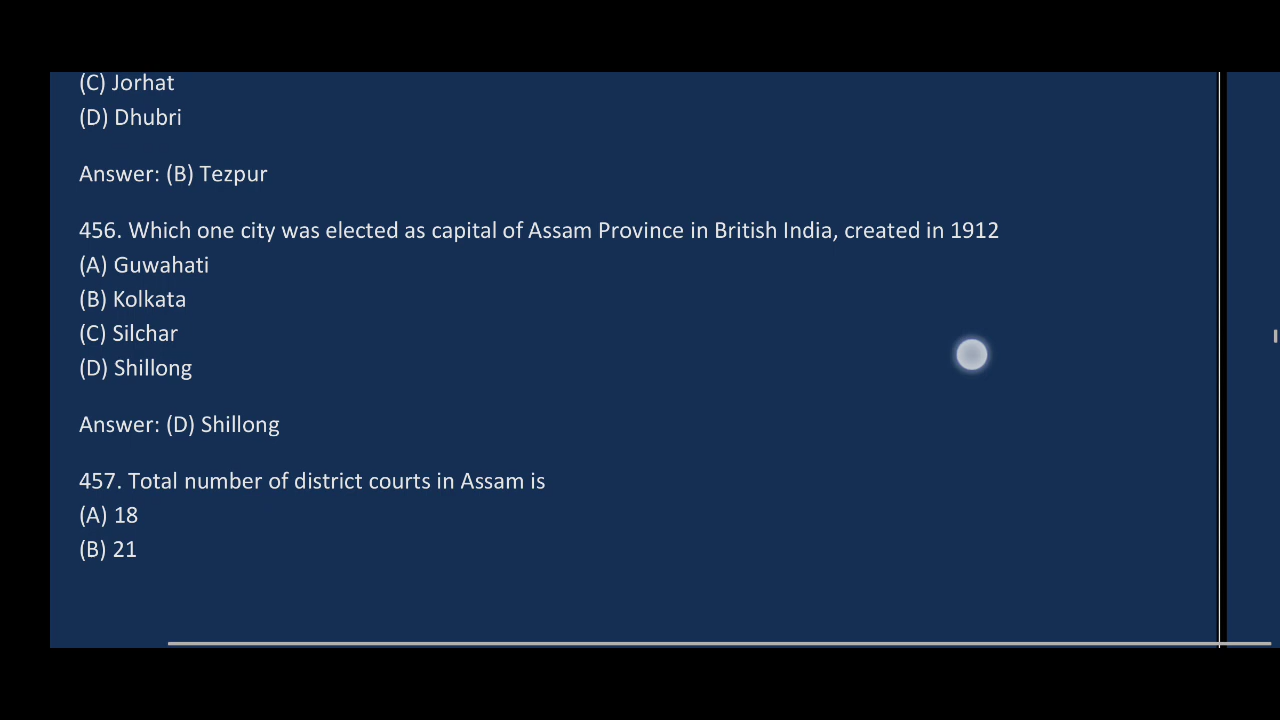 (C) Jorhat
(D) Dhubri
Answer: (B) Tezpur
456. Which one city was elected as capital of Assam Province in British India, created in 1912
(A) Guwahati
(B) Kolkata
(C) Silchar
(D) Shillong
Answer: (D) Shillong
457. Total number of district courts in Assam is
(A) 18
(B) 21